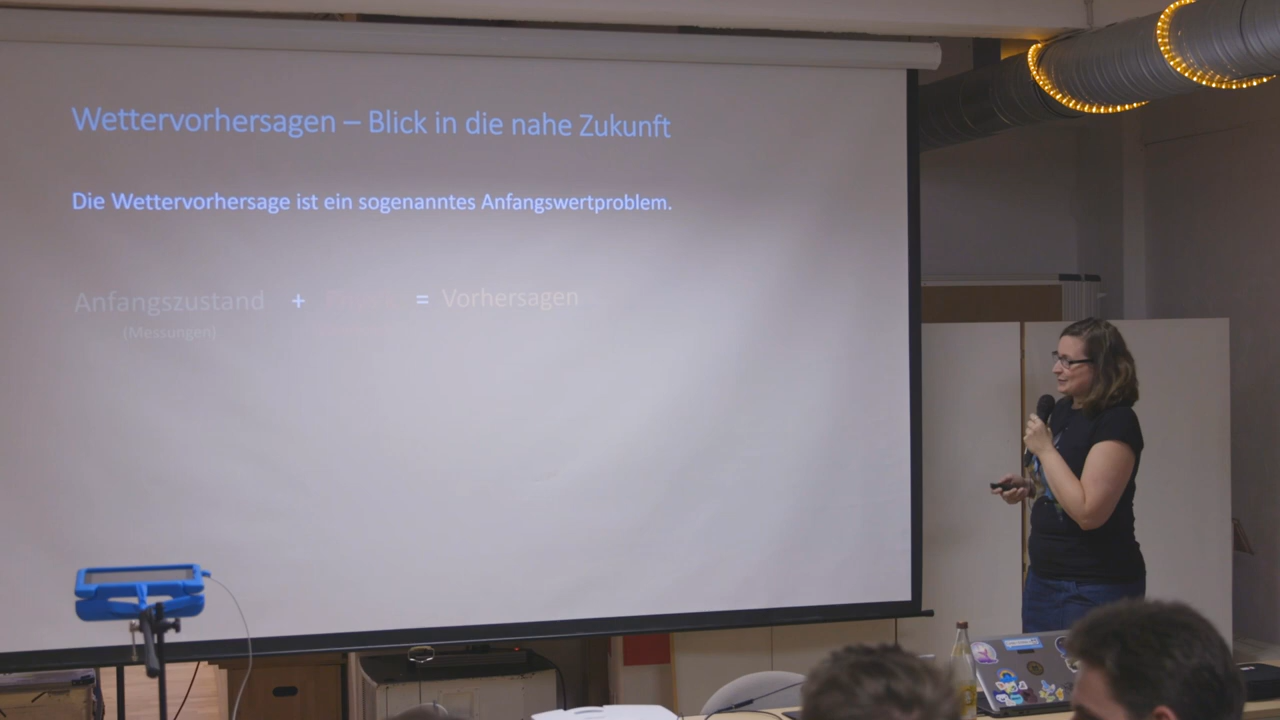 Wettervorhersagen – Blick in die nahe Zukunft
Die Wettervorhersage ist ein sogenanntes Anfangswertproblem.
Anfangszustand + = Vorhersagen
(Messungen)